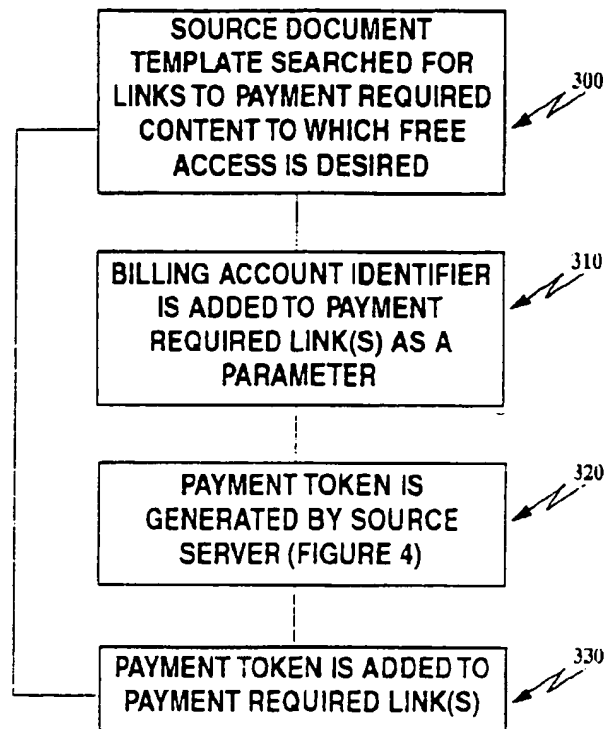 SOURCE DOCUMENT
TEMPLATE SEARCHED FOR
LINKS TO PAYMENT REQUIRED
CONTENT TO WHICH FREE
ACCESS IS DESIRED
300
BILLING ACCOUNT IDENTIFIER
IS ADDED TO PAYMENT
REQUIRED LINK(S) AS A
PARAMETER
310
PAYMENT TOKEN IS
GENERATED BY SOURCE
SERVER (FIGURE 4)
320
PAYMENT TOKEN IS ADDED TO
PAYMENT REQUIRED LINK(S)
330